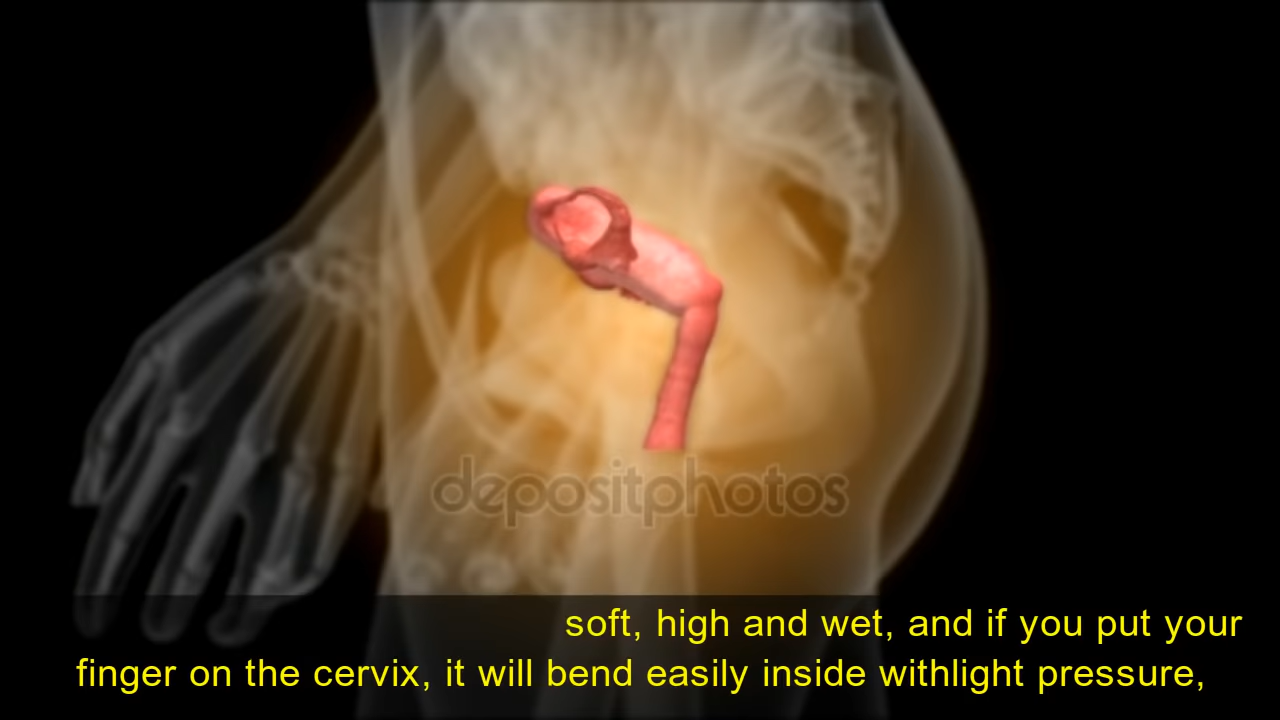 depositphotos
soft, high and wet, and if you put your
finger on the cervix, it will bend easily inside withlight pressure,